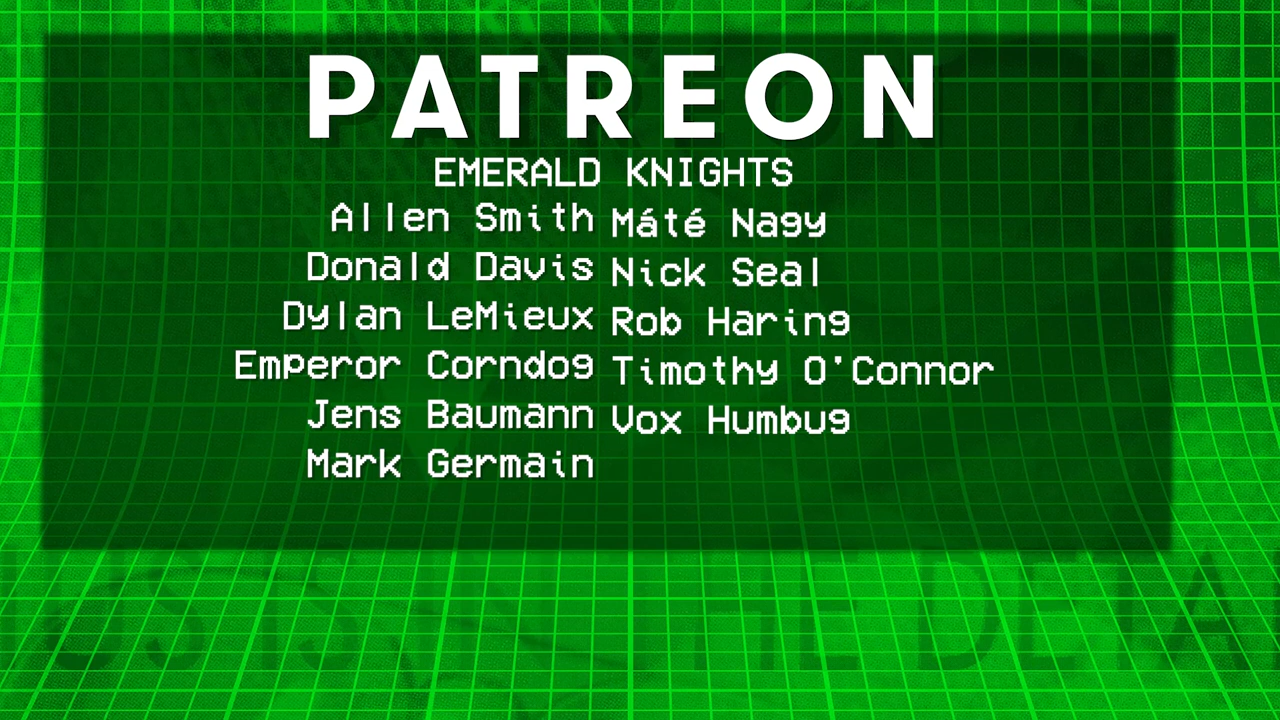 PATREON
EMERALD KNIGHTS
Allen Smith
Donald Davis
Dylan LeMieux
Emperor Corndog
Jens Baumann
Mark Germain
Máté Nagy
Nick Seal
Rob Haring
Timothy O'Connor
Vox Humbug